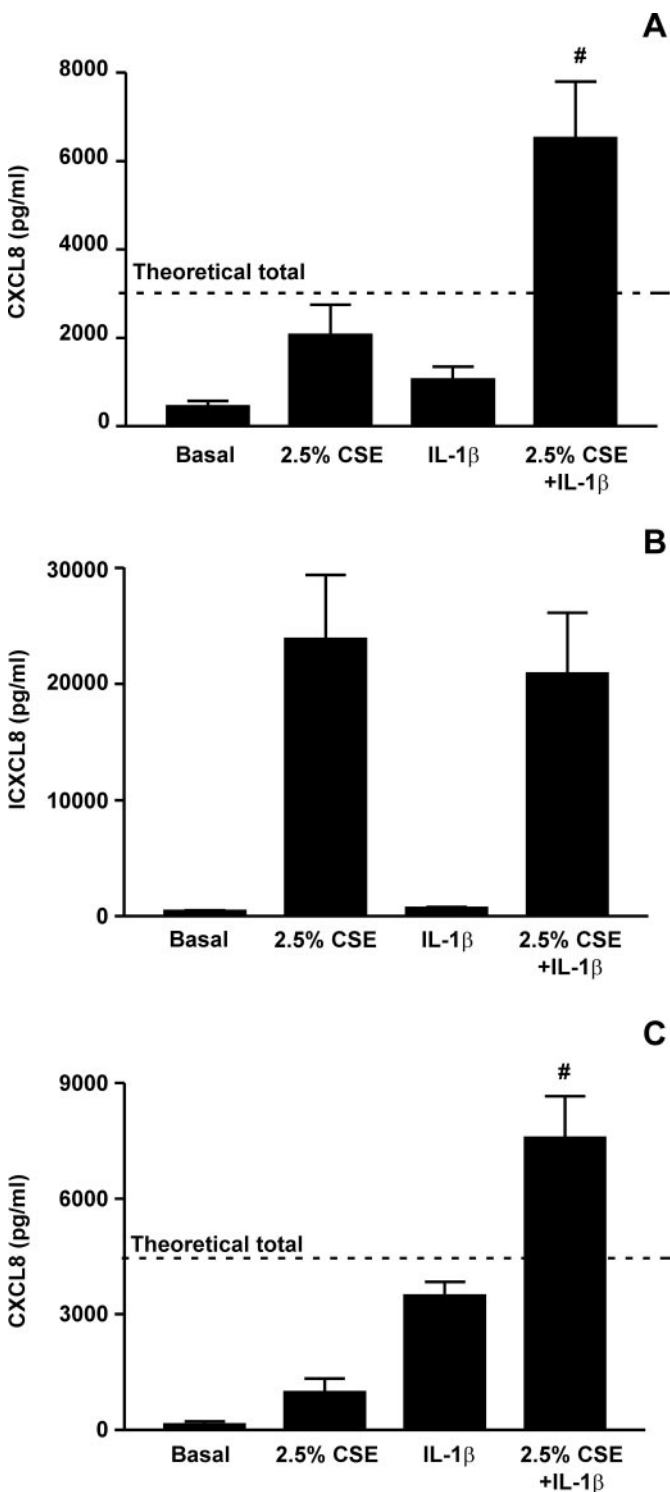 A
#
8000
6000
4000
2000
0
CXCL8 (pg/ml)
Theoretical total
Basal 2.5% CSE IL-1β 2.5% CSE
+IL-1β
B
30000
20000
10000
0
ICXCL8 (pg/ml)
Basal 2.5% CSE IL-1β 2.5% CSE
+IL-1β
C
#
9000
6000
3000
0
CXCL8 (pg/ml)
Theoretical total
Basal 2.5% CSE IL-1β 2.5% CSE
+IL-1β